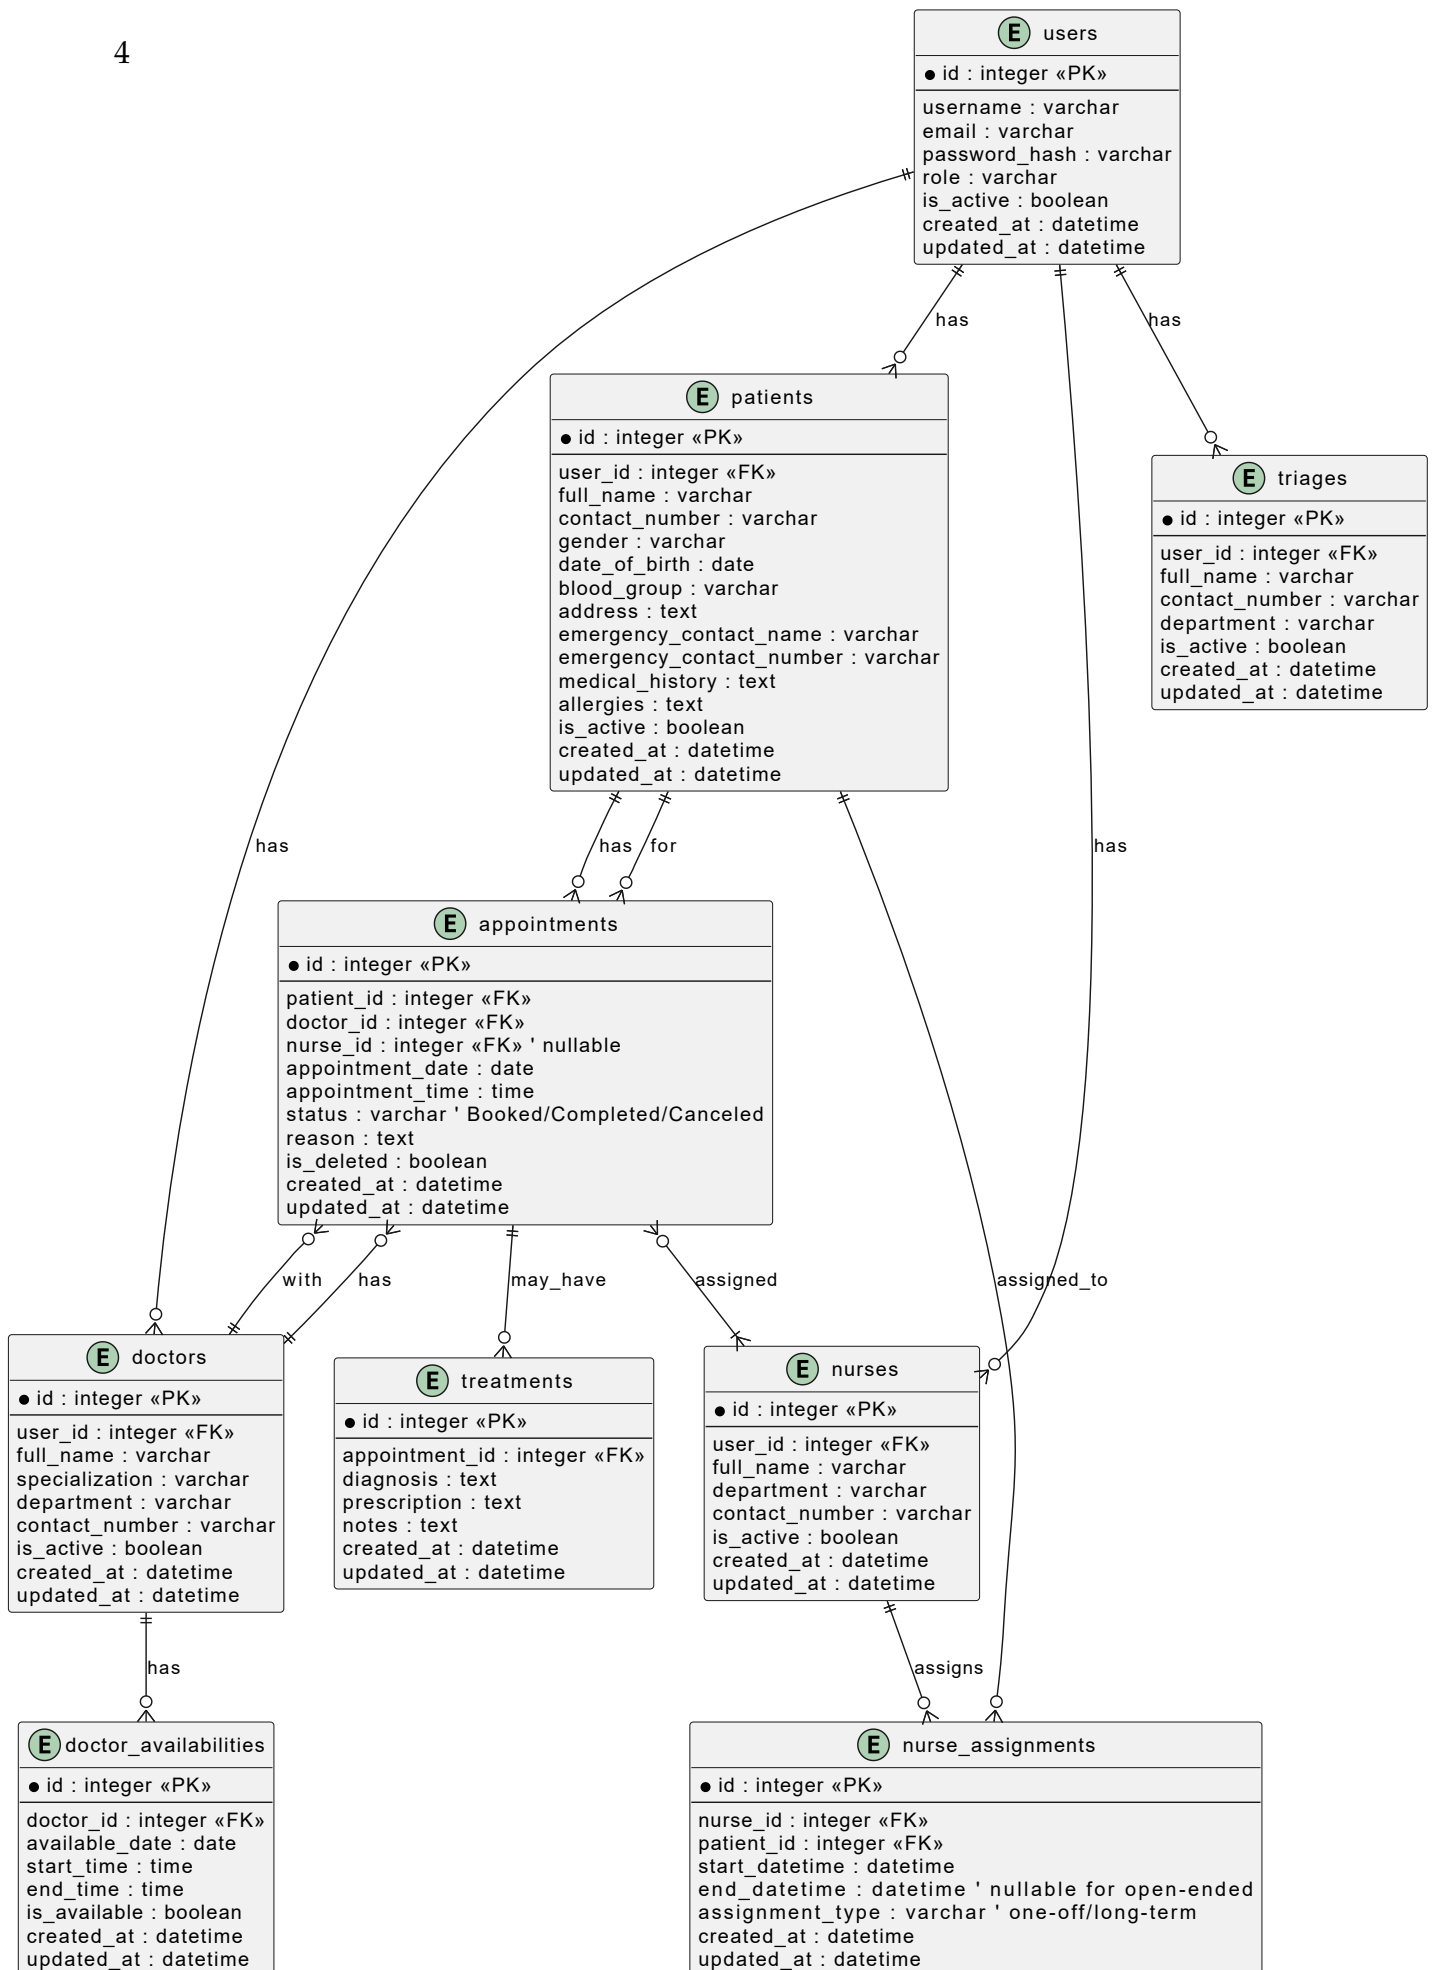 4
E users
id : integer «PK»
username : varchar
email : varchar
password_hash : varchar
role : varchar
is_active : boolean
created_at : datetime
updated_at : datetime
has
has
E patients
id : integer «PK»
user_id : integer «FK»
full_name : varchar
contact_number : varchar
gender : varchar
date_of_birth : date
blood_group : varchar
address : text
emergency_contact_name : varchar
emergency_contact_number : varchar
medical_history : text
allergies : text
is_active : boolean
created_at : datetime
updated_at : datetime
E triages
id : integer «PK»
user_id : integer «FK»
full_name : varchar
contact_number : varchar
department : varchar
is_active : boolean
created_at : datetime
updated_at : datetime
has
has
for
has
E appointments
id : integer «PK»
patient_id : integer «FK»
doctor_id : integer «FK»
nurse_id : integer «FK» ' nullable
appointment_date : date
appointment_time : time
status : varchar ' Booked/Completed/Canceled
reason : text
is_deleted : boolean
created_at : datetime
updated_at : datetime
with
has
may_have
assigned
assigned_to
E doctors
id : integer «PK»
user_id : integer «FK»
full_name : varchar
specialization : varchar
department : varchar
contact_number : varchar
is_active : boolean
created_at : datetime
updated_at : datetime
E treatments
id : integer «PK»
appointment_id : integer «FK»
diagnosis : text
prescription : text
notes : text
created_at : datetime
updated_at : datetime
E nurses
id : integer «PK»
user_id : integer «FK»
full_name : varchar
department : varchar
contact_number : varchar
is_active : boolean
created_at : datetime
updated_at : datetime
has
assigns
E doctor_availabilities
id : integer «PK»
doctor_id : integer «FK»
available_date : date
start_time : time
end_time : time
is_available : boolean
created_at : datetime
updated_at : datetime
E nurse_assignments
id : integer «PK»
nurse_id : integer «FK»
patient_id : integer «FK»
start_datetime : datetime
end_datetime : datetime ' nullable for open-ended
assignment_type : varchar ' one-off/long-term
created_at : datetime
updated_at : datetime